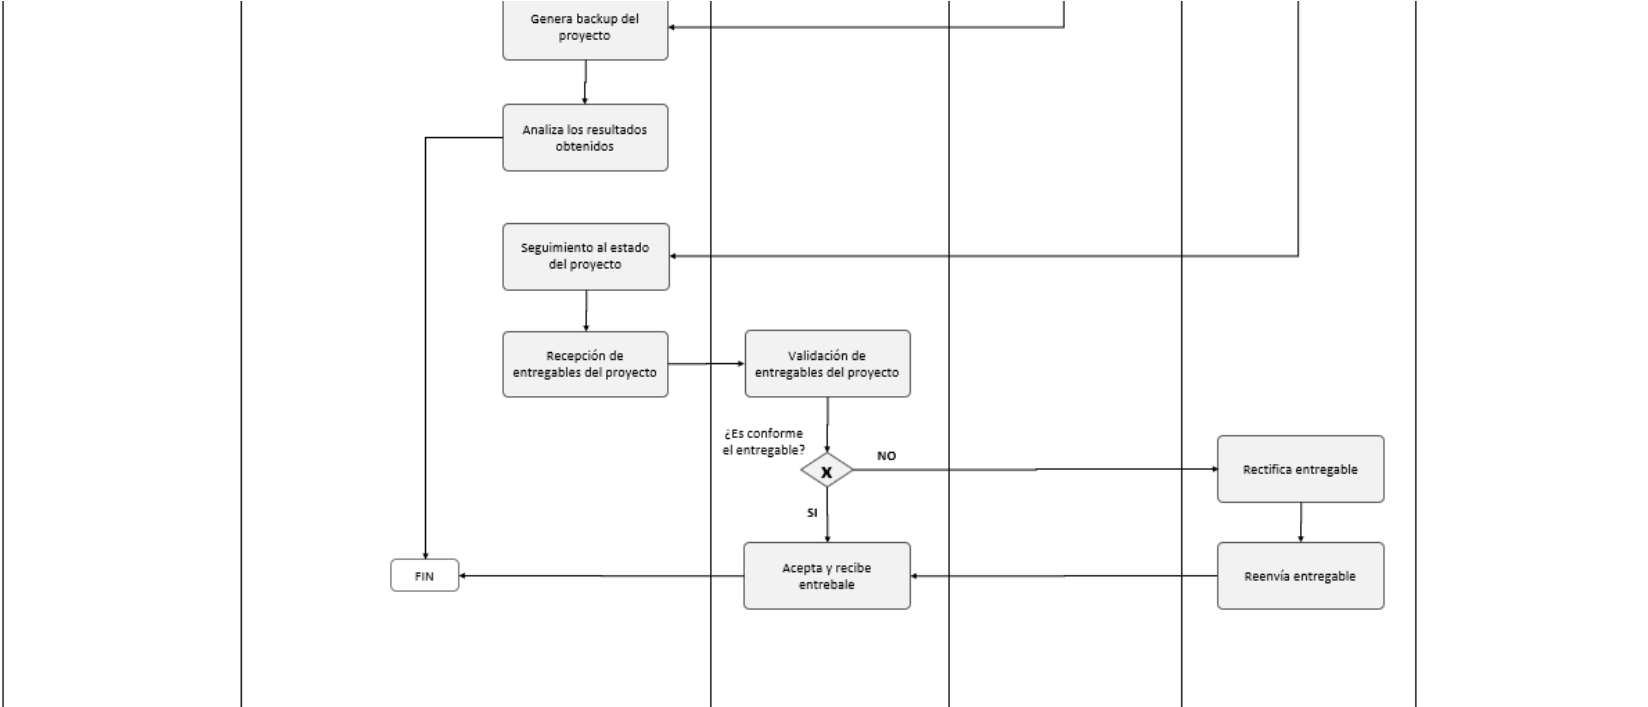 Genera backup del
proyecto
Analiza los resultados
obtenidos
Seguimiento al estado
del proyecto
Recepción de
entregables del proyecto
Validación de
entregables del proyecto
¿Es conforme
el entregable?
X
NO
Rectifica entregable
SI
FIN
Acepta y recibe
entrebale
Reenvía entregable